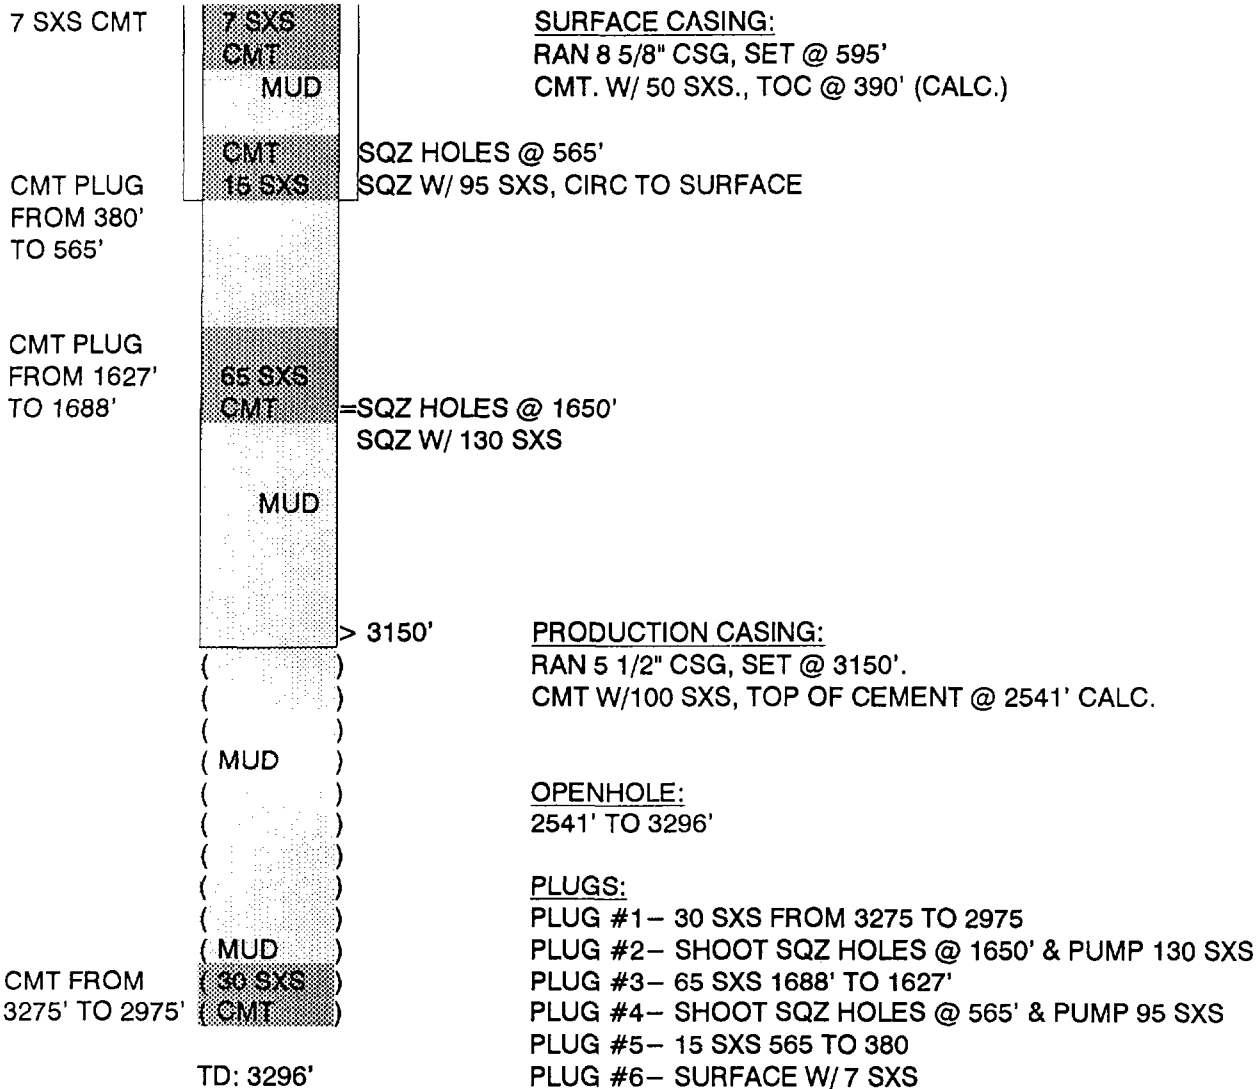 7 SXS CMT
7 SXS
CMT
MUD
SURFACE CASING:
RAN 8 5/8" CSG, SET @ 595'
CMT. W/ 50 SXS., TOC @ 390' (CALC.)
CMT
15 SXS
SQZ HOLES @ 565'
SQZ W/ 95 SXS, CIRC TO SURFACE
CMT PLUG
FROM 380'
TO 565'
CMT PLUG
FROM 1627'
TO 1688'
65 SXS
CMT
=SQZ HOLES @ 1650'
SQZ W/ 130 SXS
MUD
> 3150'
PRODUCTION CASING:
RAN 5 1/2" CSG, SET @ 3150'.
CMT W/100 SXS, TOP OF CEMENT @ 2541' CALC.
( )
( )
( )
( MUD )
( )
( )
( )
( )
( )
( MUD )
( 30 SXS )
( CMT )
OPENHOLE:
2541' TO 3296'
CMT FROM
3275' TO 2975'
TD: 3296'
PLUGS:
PLUG #1– 30 SXS FROM 3275 TO 2975
PLUG #2– SHOOT SQZ HOLES @ 1650' & PUMP 130 SXS
PLUG #3– 65 SXS 1688' TO 1627'
PLUG #4– SHOOT SQZ HOLES @ 565' & PUMP 95 SXS
PLUG #5– 15 SXS 565 TO 380
PLUG #6– SURFACE W/ 7 SXS